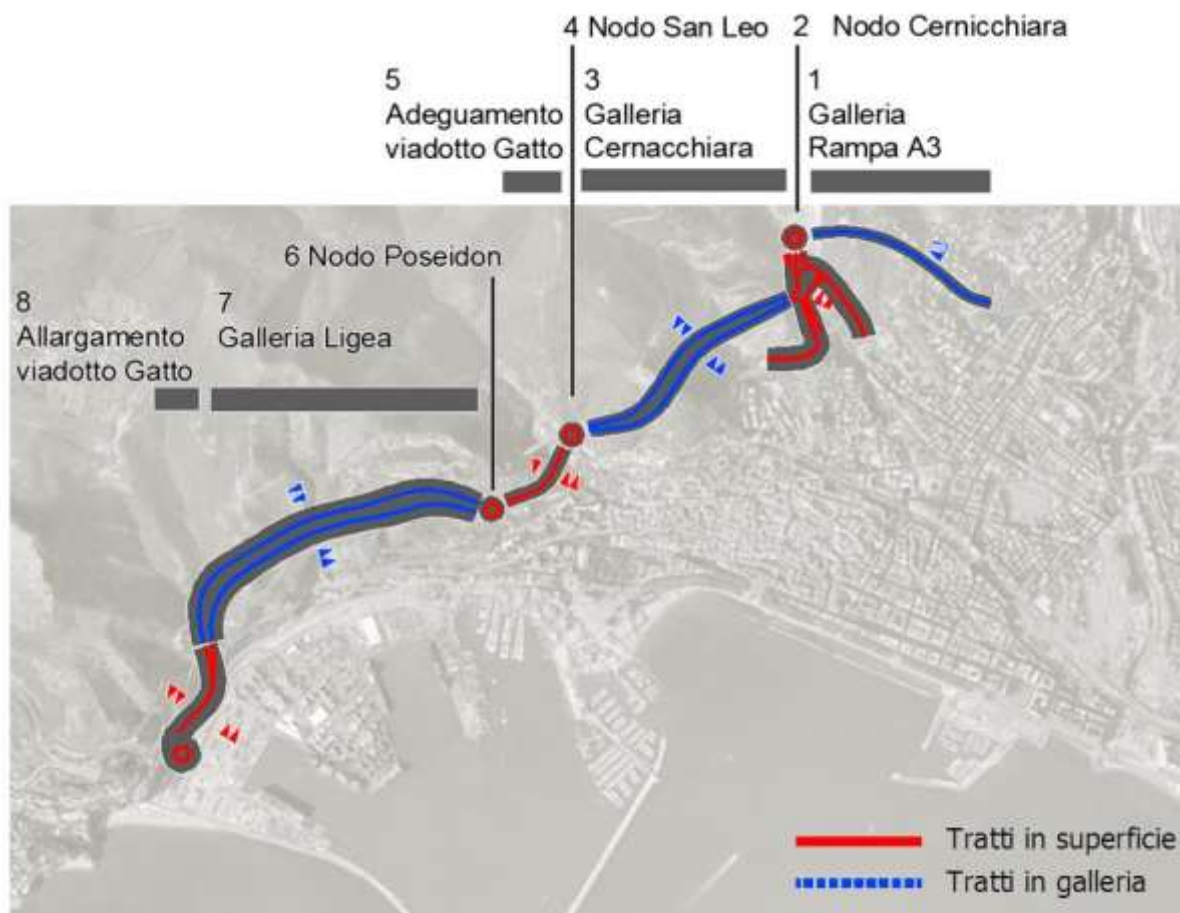 4 Nodo San Leo
2 Nodo Cernicchiara
5
Adeguamento
viadotto Gatto
3
Galleria
Cernacchiara
1
Galleria
Rampa A3
6 Nodo Poseidon
8
Allargamento
viadotto Gatto
7
Galleria Ligea
Tratti in superficie
Tratti in galleria